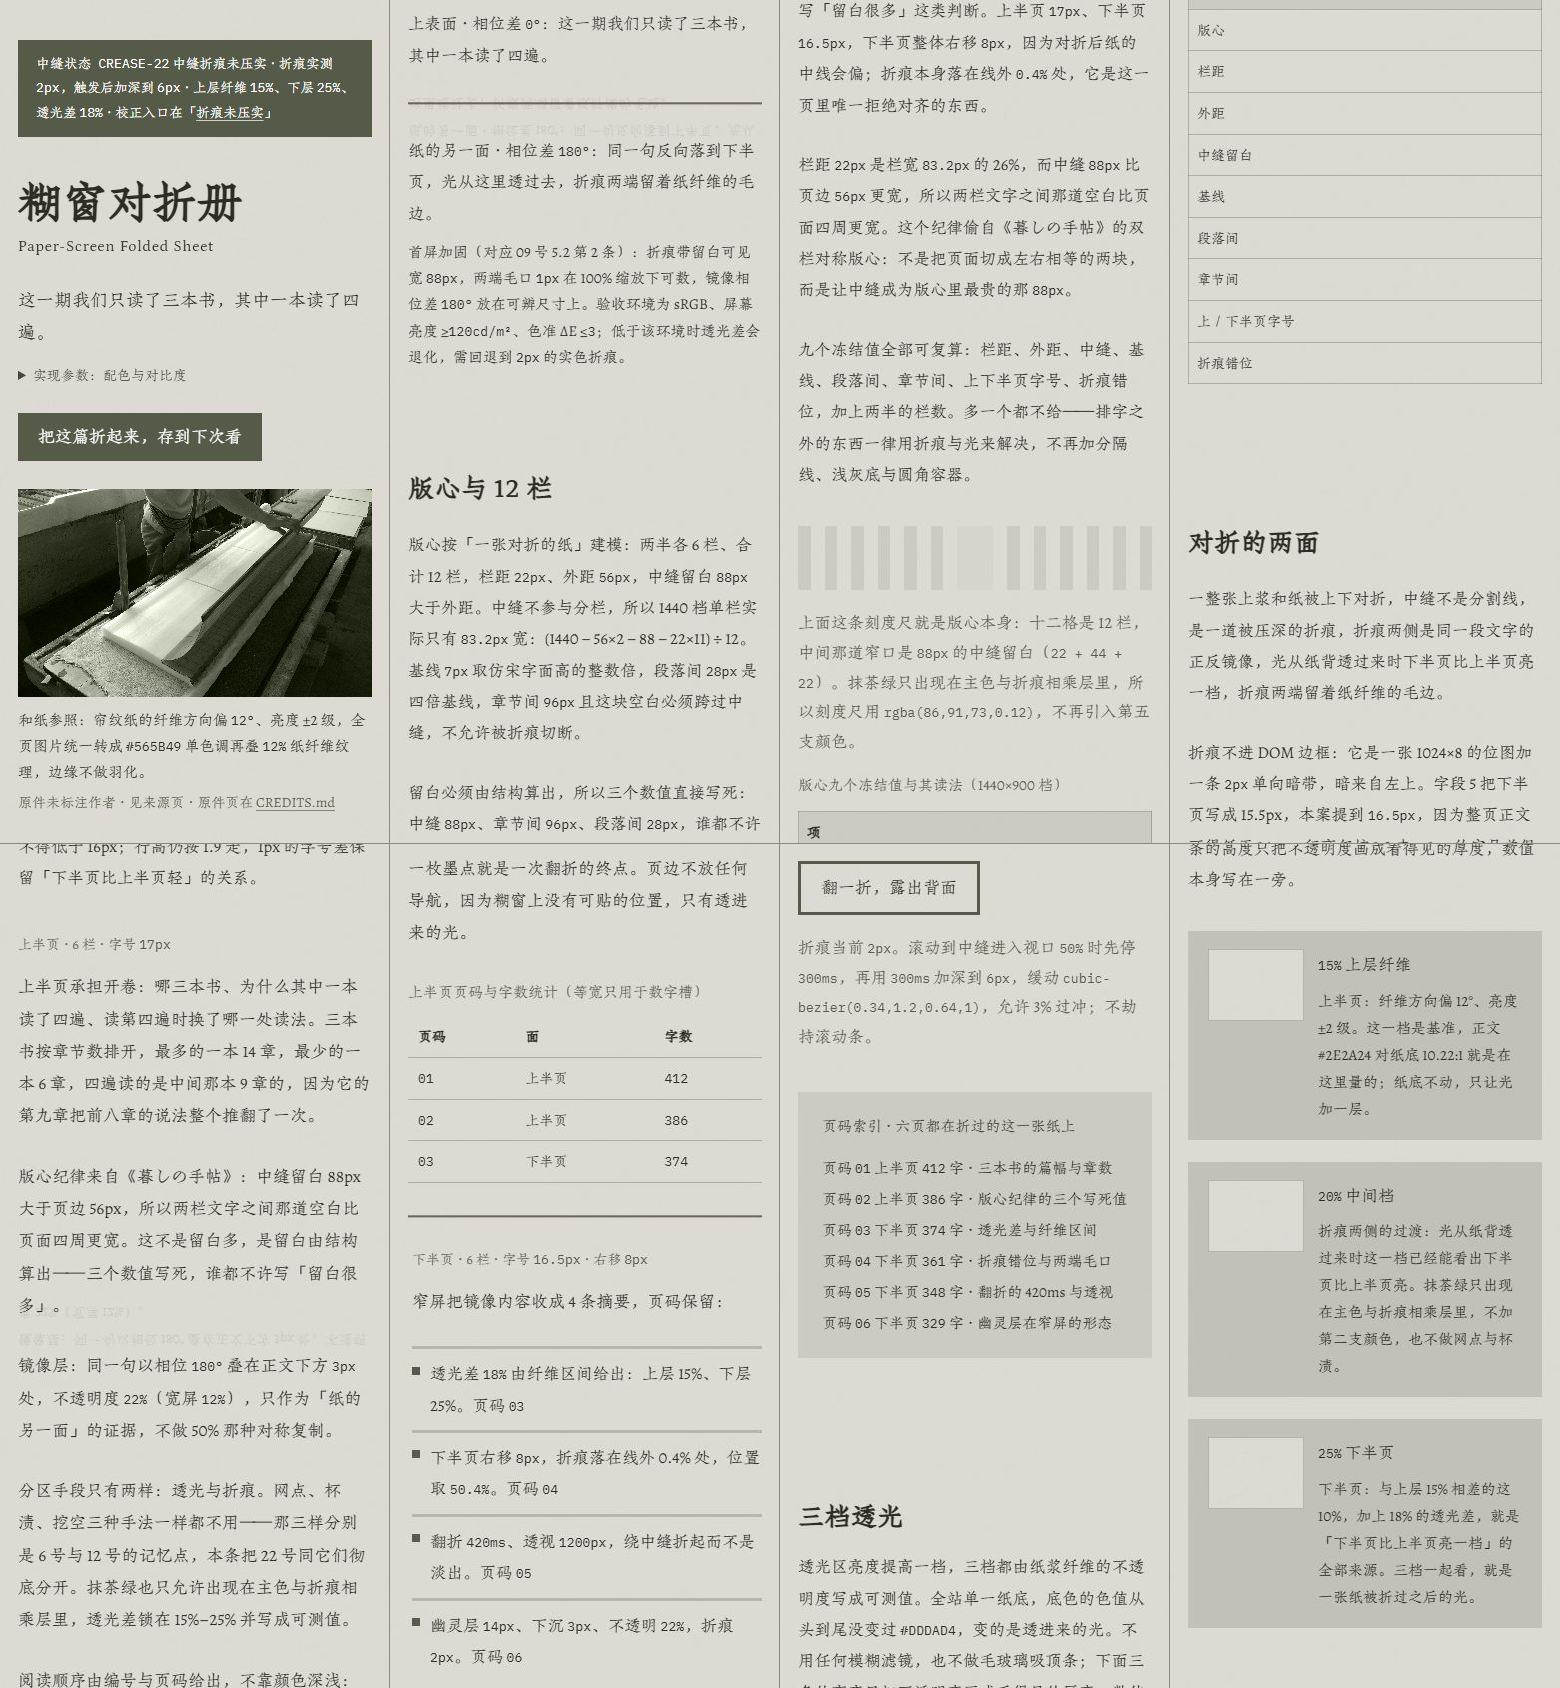 中缝状态 CREASE-22 中缝折痕未压实·折痕实测
2px，触发后加深到 6px·上层纤维 15%、下层 25%、
透光差 18%·校正入口在「折痕未压实」
糊窗对折册
Paper-Screen Folded Sheet
这一期我们只读了三本书，其中一本读了四
遍。
▶ 实现参数：配色与对比度
把这篇折起来，存到下次看
和纸参照：帘纹纸的纤维方向偏 12°、亮度 ±2 级，全
页图片统一转成 #565B49 单色调再叠 12% 纸纤维纹
理，边缘不做羽化。
原件未标注作者·见来源页·原件页在 CREDITS.md
上表面·相位差 0°：这一期我们只读了三本书，
其中一本读了四遍。
纸的另一面·相位差 180°：同一句反向落到下半
页，光从这里透过去，折痕两端留着纸纤维的毛
边。
首屏加固（对应 09 号 5.2 第 2 条）：折痕带留白可见
宽 88px，两端毛口 1px 在 100% 缩放下可数，镜像相
位差 180° 放在可辨尺寸上。验收环境为 sRGB、屏幕
亮度 ≥120cd/m²、色准 ΔE ≤3；低于该环境时透光差会
退化，需回退到 2px 的实色折痕。
版心与 12 栏
版心按「一张对折的纸」建模：两半各 6 栏、合
计 12 栏，栏距 22px、外距 56px，中缝留白 88px
大于外距。中缝不参与分栏，所以 1440 档单栏实
际只有 83.2px 宽：(1440 − 56×2 − 88 − 22×11) ÷ 12。
基线 7px 取仿宋字面高的整数倍，段落间 28px 是
四倍基线，章节间 96px 且这块空白必须跨过中
缝，不允许被折痕切断。
留白必须由结构算出，所以三个数值直接写死：
中缝 88px、章节间 96px、段落间 28px，谁都不许
写「留白很多」这类判断。上半页 17px、下半页
16.5px，下半页整体右移 8px，因为对折后纸的
中线会偏；折痕本身落在线外 0.4% 处，它是这一
页里唯一拒绝对齐的东西。
栏距 22px 是栏宽 83.2px 的 26%，而中缝 88px 比
页边 56px 更宽，所以两栏文字之间那道空白比页
面四周更宽。这个纪律偷自《暮しの手帖》的双
栏对称版心：不是把页面切成左右相等的两块，
而是让中缝成为版心里最贵的那 88px。
九个冻结值全部可复算：栏距、外距、中缝、基
线、段落间、章节间、上下半页字号、折痕错
位，加上两半的栏数。多一个都不给——排字之
外的东西一律用折痕与光来解决，不再加分隔
线、浅灰底与圆角容器。
上面这条刻度尺就是版心本身：十二格是 12 栏，
中间那道窄口是 88px 的中缝留白（22 + 44 +
22）。抹茶绿只出现在主色与折痕相乘层里，所
以刻度尺用 rgba(86,91,73,0.12)，不再引入第五
支颜色。
版心九个冻结值与其读法（1440×900 档）
项
版心
栏距
外距
中缝留白
基线
段落间
章节间
上 / 下半页字号
折痕错位
对折的两面
一整张上浆和纸被上下对折，中缝不是分割线，
是一道被压深的折痕，折痕两侧是同一段文字的
正反镜像，光从纸背透过来时下半页比上半页亮
一档，折痕两端留着纸纤维的毛边。
折痕不进 DOM 边框：它是一张 1024×8 的位图加
一条 2px 单向暗带，暗来自左上。字段 5 把下半
页写成 15.5px，本案提到 16.5px，因为整页正文
不得低于 16px；行高仍按 1.9 走，1px 的字号差保
留「下半页比上半页轻」的关系。
上半页·6 栏·字号 17px
上半页承担开卷：哪三本书、为什么其中一本
读了四遍、读第四遍时换了哪一处读法。三本
书按章节数排开，最多的一本 14 章，最少的一
本 6 章，四遍读的是中间那本 9 章的，因为它的
第九章把前八章的说法整个推翻了一次。
版心纪律来自《暮しの手帖》：中缝留白 88px
大于页边 56px，所以两栏文字之间那道空白比
页面四周更宽。这不是留白多，是留白由结构
算出——三个数值写死，谁都不许写「留白很
多」。
镜像层：同一句以相位 180° 叠在正文下方 3px
处，不透明度 22%（宽屏 12%），只作为「纸的
另一面」的证据，不做 50% 那种对称复制。
分区手段只有两样：透光与折痕。网点、杯
渍、挖空三种手法一样都不用——那三样分别
是 6 号与 12 号的记忆点，本条把 22 号同它们彻
底分开。抹茶绿也只允许出现在主色与折痕相
乘层里，透光差锁在 15%–25% 并写成可测值。
阅读顺序由编号与页码给出，不靠颜色深浅：
一枚墨点就是一次翻折的终点。页边不放任何
导航，因为糊窗上没有可贴的位置，只有透进
来的光。
上半页页码与字数统计（等宽只用于数字槽）
页码 面 字数
01 上半页 412
02 上半页 386
03 下半页 374
下半页·6 栏·字号 16.5px·右移 8px
窄屏把镜像内容收成 4 条摘要，页码保留：
透光差 18% 由纤维区间给出：上层 15%、下层
25%。页码 03
下半页右移 8px，折痕落在线外 0.4% 处，位置
取 50.4%。页码 04
翻折 420ms、透视 1200px，绕中缝折起而不是
淡出。页码 05
幽灵层 14px、下沉 3px、不透明 22%，折痕
2px。页码 06
翻一折，露出背面
折痕当前 2px。滚动到中缝进入视口 50% 时先停
300ms，再用 300ms 加深到 6px，缓动 cubic-
bezier(0.34,1.2,0.64,1)，允许 3% 过冲；不劫
持滚动条。
页码索引·六页都在折过的这一张纸上
页码 01 上半页 412 字·三本书的篇幅与章数
页码 02 上半页 386 字·版心纪律的三个写死值
页码 03 下半页 374 字·透光差与纤维区间
页码 04 下半页 361 字·折痕错位与两端毛口
页码 05 下半页 348 字·翻折的 420ms 与透视
页码 06 下半页 329 字·幽灵层在窄屏的形态
三档透光
透光区亮度提高一档，三档都由纸浆纤维的不透
明度写成可测值。全站单一纸底，底色的色值从
头到尾没变过 #DDDAD4，变的是透进来的光。不
用任何模糊滤镜，也不做毛玻璃吸顶条；下面三
条的高度只把不透明度画成看得见的厚度，数值
本身写在一旁。
15% 上层纤维
上半页：纤维方向偏 12°、亮度
±2 级。这一档是基准，正文
#2E2A24 对纸底 10.22:1 就是在
这里量的；纸底不动，只让光
加一层。
20% 中间档
折痕两侧的过渡：光从纸背透
过来时这一档已经能看出下半
页比上半页亮。抹茶绿只出现
在主色与折痕相乘层里，不加
第二支颜色，也不做网点与杯
渍。
25% 下半页
下半页：与上层 15% 相差的这
10%，加上 18% 的透光差，就是
「下半页比上半页亮一档」的
全部来源。三档一起看，就是
一张纸被折过之后的光。